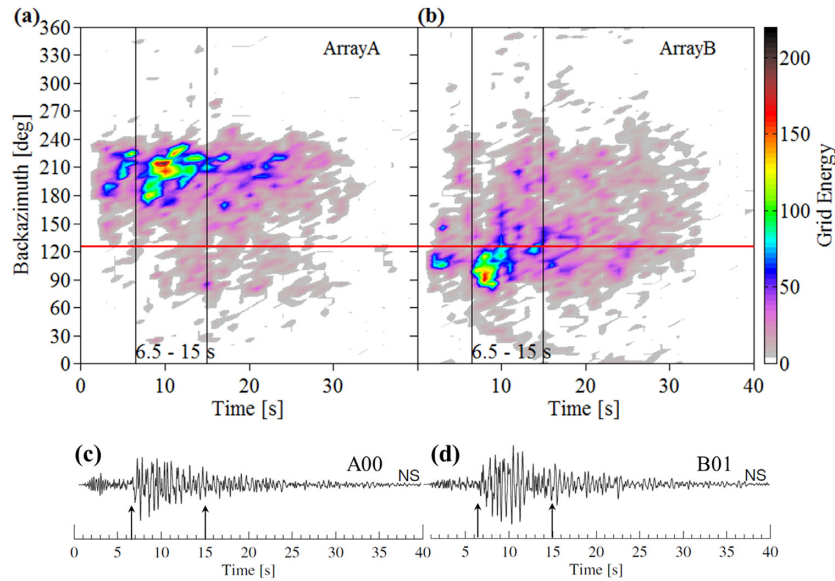 (a) (b)
ArrayA ArrayB
360
330
300
270
240
210
180
150
120
90
60
30
0
Backazimuth [deg]
6.5 - 15 s 6.5 - 15 s
0 10 20 30 10 20 30 40
Time [s] Time [s]
200
150
100
50
0
Grid Energy
(c) A00 NS (d) B01 NS
0 5 10 15 20 25 30 35 40 0 5 10 15 20 25 30 35 40
Time [s] Time [s]